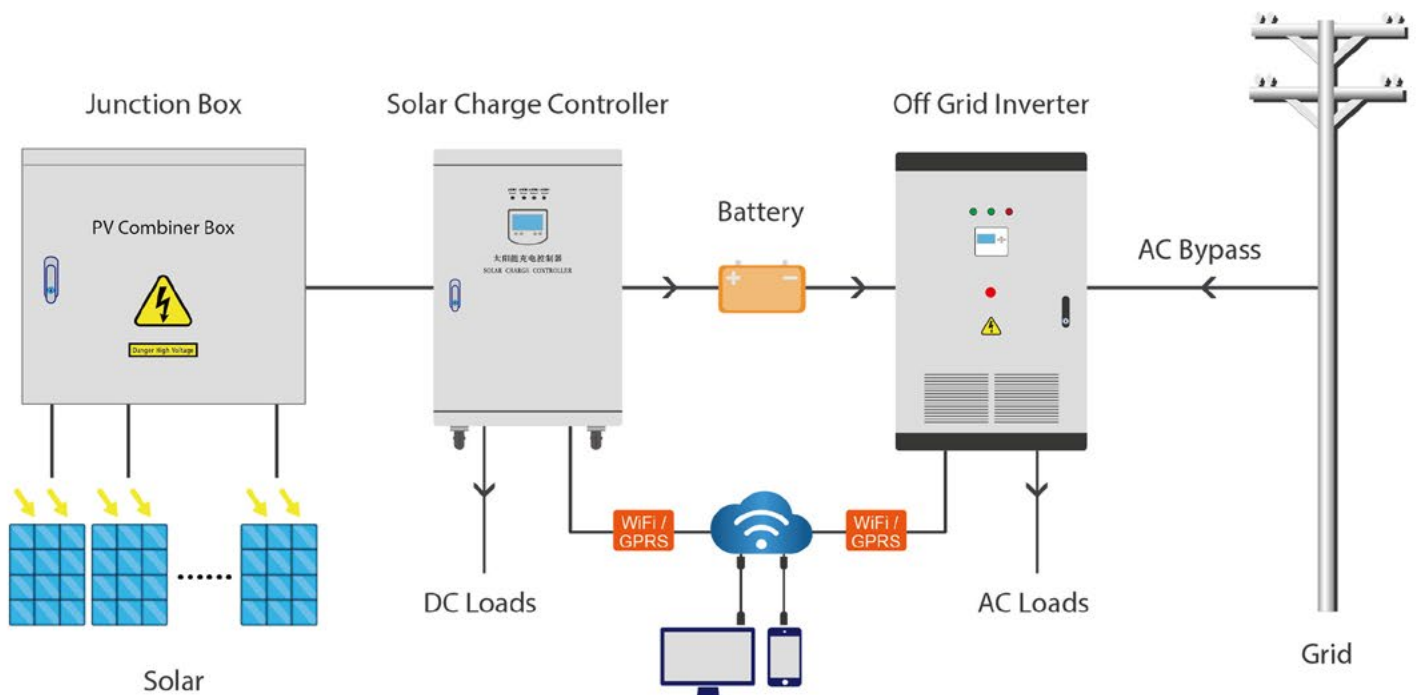 Junction Box
Solar Charge Controller
Off Grid Inverter
PV Combiner Box
Battery
AC Bypass
太阳能充电控制器
SOLAR CHARGE CONTROLLER
Danger High Voltage
WiFi /
GPRS
WiFi /
GPRS
DC Loads
AC Loads
Solar
Grid